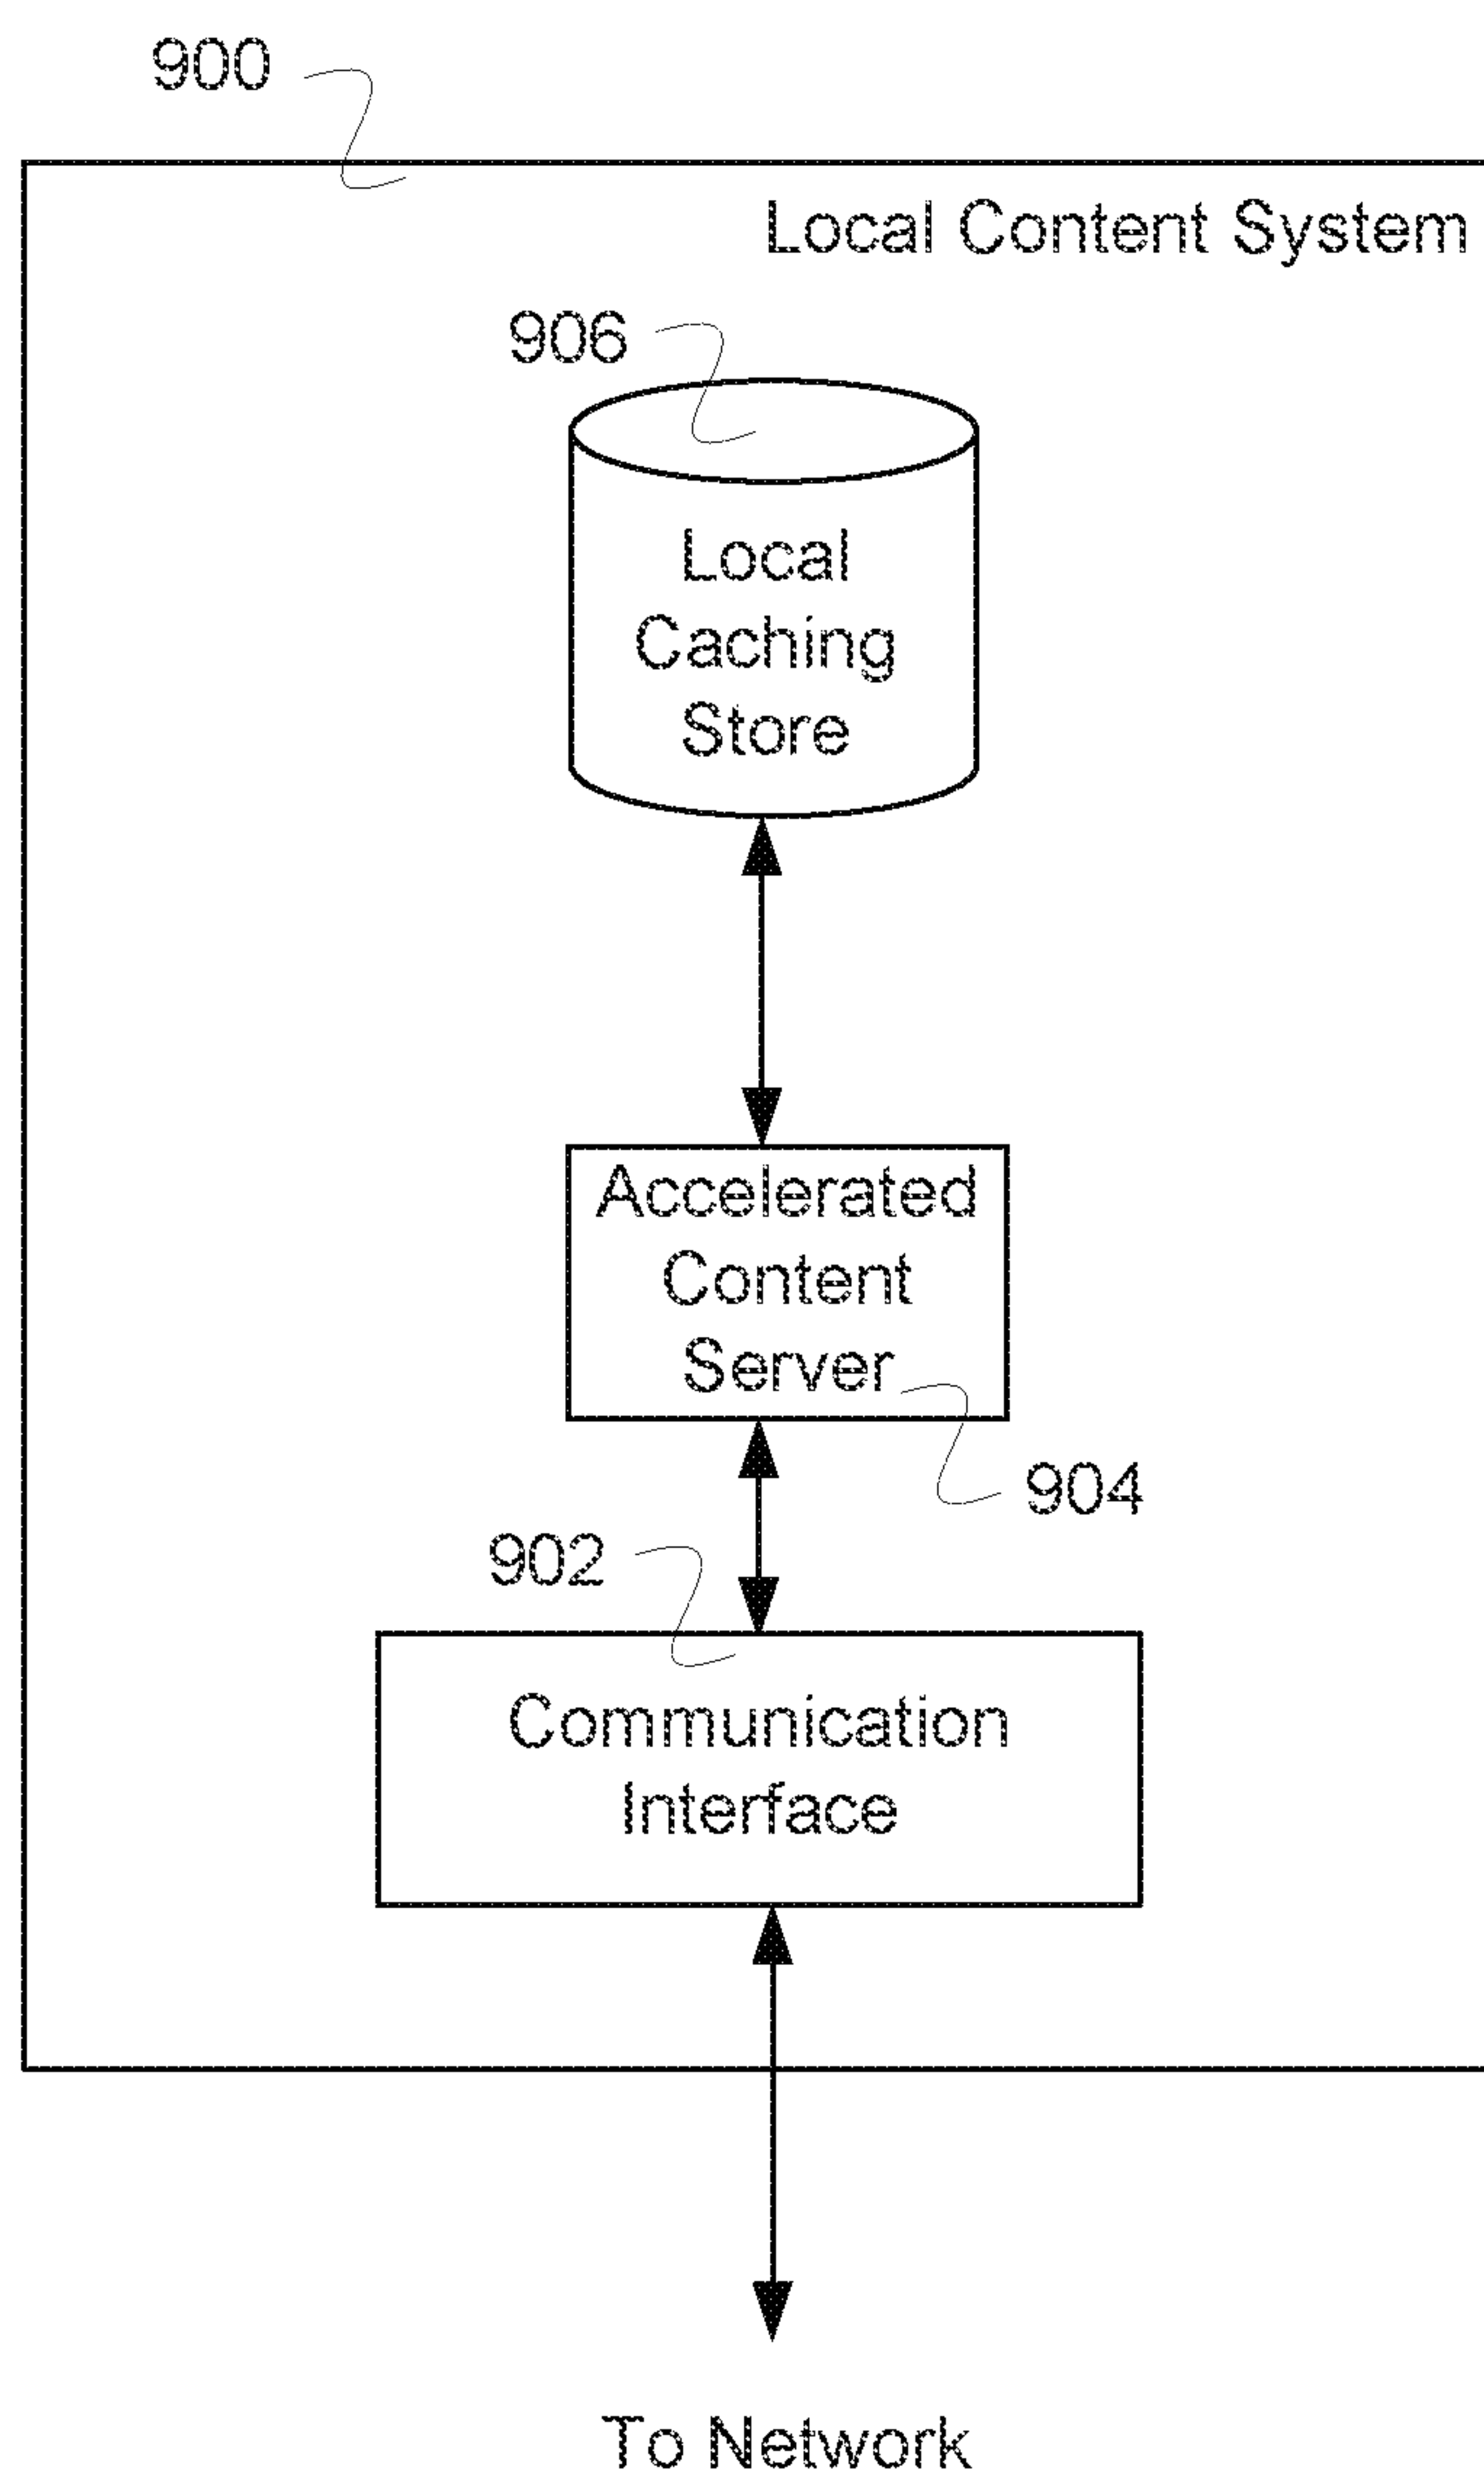 900
Local Content System
906
Local
Caching
Store
Accelerated
Content
Server
904
902
Communication
Interface
To Network